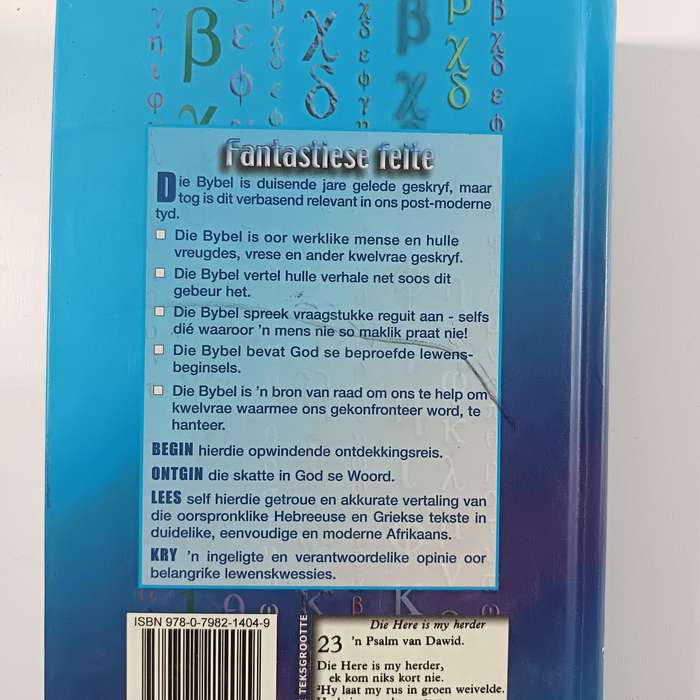 Fantastiese feite
Die Bybel is duisende jare gelede geskryf, maar
tog is dit verbasend relevant in ons post-moderne
tyd.
Die Bybel is oor werklike mense en hulle
vreugdes, vrese en ander kwelvrae geskryf.
Die Bybel vertel hulle verhale net soos dit
gebeur het.
Die Bybel spreek vraagstukke reguit aan - selfs
dié waaroor 'n mens nie so maklik praat nie!
Die Bybel bevat God se beproefde lewens-
beginsels.
Die Bybel is 'n bron van raad om ons te help om
kwelvrae waarmee ons gekonfronteer word, te
hanteer.
BEGIN hierdie opwindende ontdekkingsreis.
ONTGIN die skatte in God se Woord.
LEES self hierdie getroue en akkurate vertaling van
die oorspronklike Hebreeuse en Griekse tekste in
duidelike, eenvoudige en moderne Afrikaans.
KRY 'n ingeligte en verantwoordelike opinie oor
belangrike lewenskwessies.
ISBN 978-0-7982-1404-9
TEKSGROOTTE
Die Here is my herder
23 'n Psalm van Dawid.
Die Here is my herder,
ek kom niks kort nie.
²Hy laat my rus in groen weivelde.